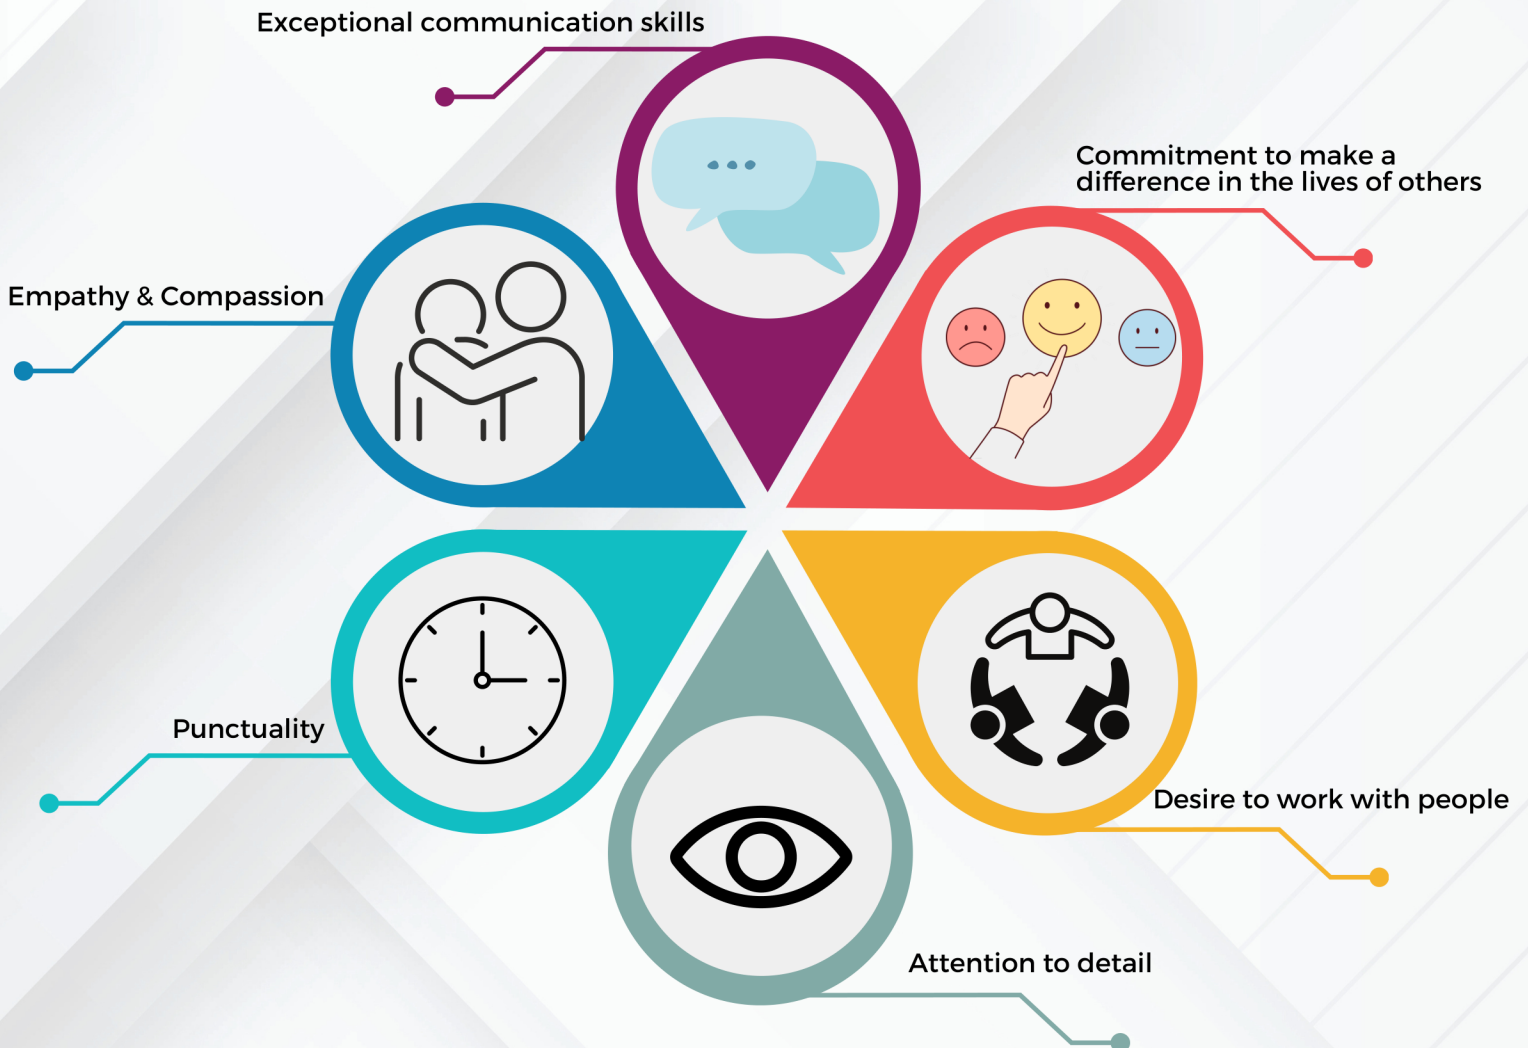 Exceptional communication skills
Commitment to make a
difference in the lives of others
Empathy & Compassion
Punctuality
Desire to work with people
Attention to detail